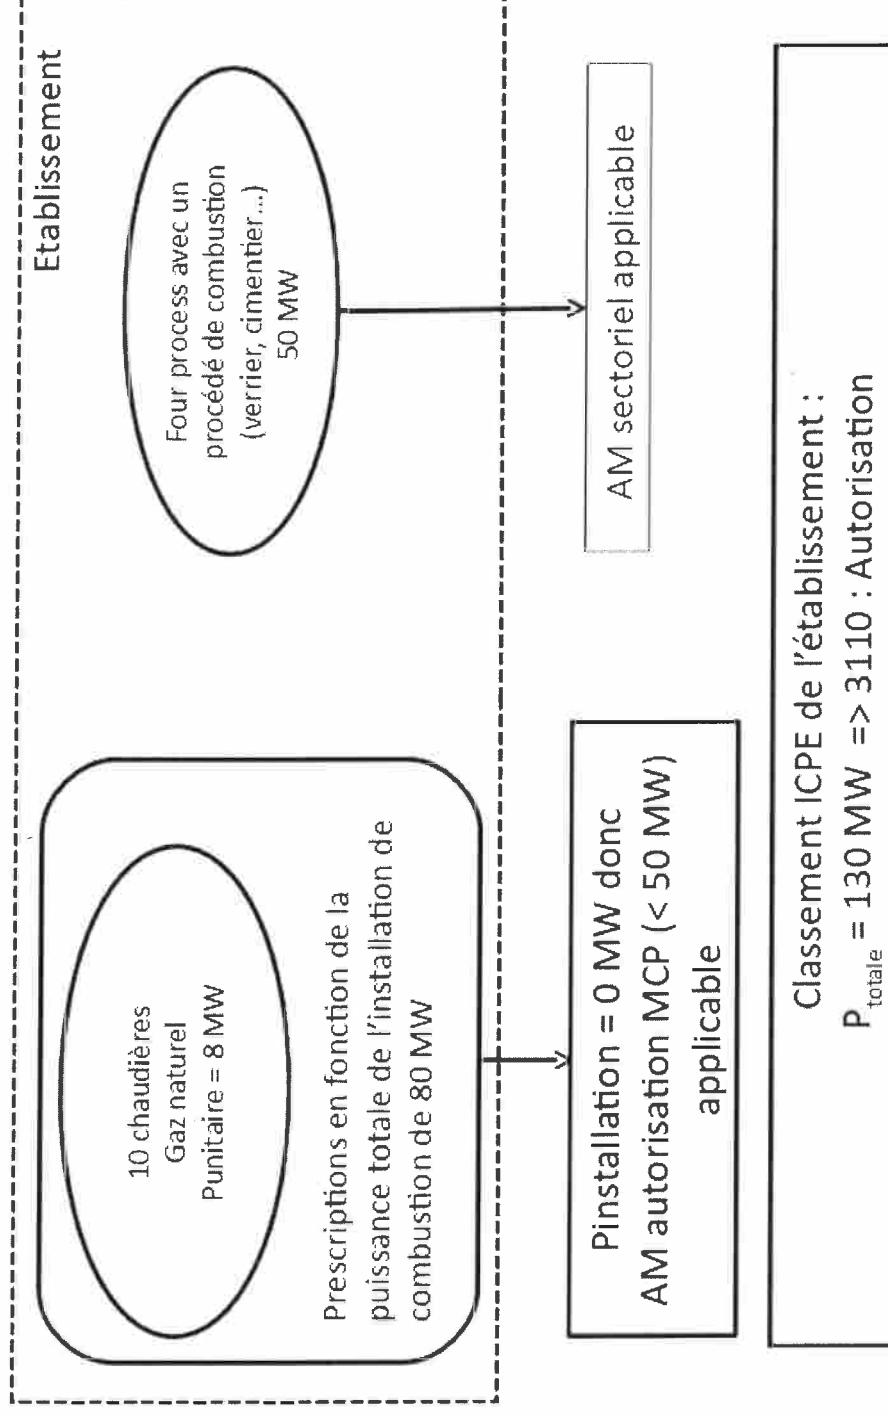 Etablissement
10 chaudières
Gaz naturel
Punitaire = 8 MW
Prescriptions en fonction de la
puissance totale de l'installation de
combustion de 80 MW
Four process avec un
procédé de combustion
(verrier, cimentier...)
50 MW
Pinstallation = 0 MW donc
AM autorisation MCP (< 50 MW)
applicable
AM sectoriel applicable
Classement ICPE de l'établissement :
P totale = 130 MW => 3110 : Autorisation